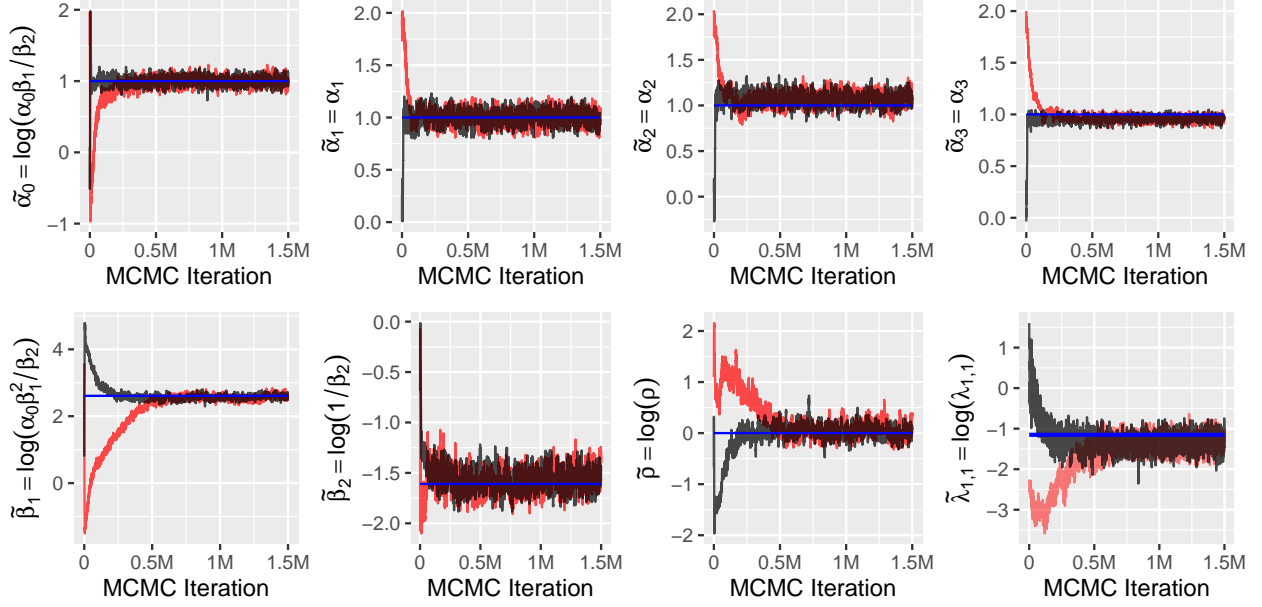 α̃₀ = log(α₀β₁/β₂)
2
1
0
−1
0
0.5M
1M
1.5M
MCMC Iteration
α̃₁ = α₁
2.0
1.5
1.0
0.5
0.0
0
0.5M
1M
1.5M
MCMC Iteration
α̃₂ = α₂
2.0
1.5
1.0
0.5
0.0
0
0.5M
1M
1.5M
MCMC Iteration
α̃₃ = α₃
2.0
1.5
1.0
0.5
0.0
0
0.5M
1M
1.5M
MCMC Iteration
β̃₁ = log(α₀β₁²/β₂)
4
2
0
0
0.5M
1M
1.5M
MCMC Iteration
β̃₂ = log(1/β₂)
0.0
−0.5
−1.0
−1.5
−2.0
0
0.5M
1M
1.5M
MCMC Iteration
ρ̃ = log(ρ)
2
1
0
−1
−2
0
0.5M
1M
1.5M
MCMC Iteration
λ̃₁,₁ = log(λ₁,₁)
1
0
−1
−2
−3
0
0.5M
1M
1.5M
MCMC Iteration